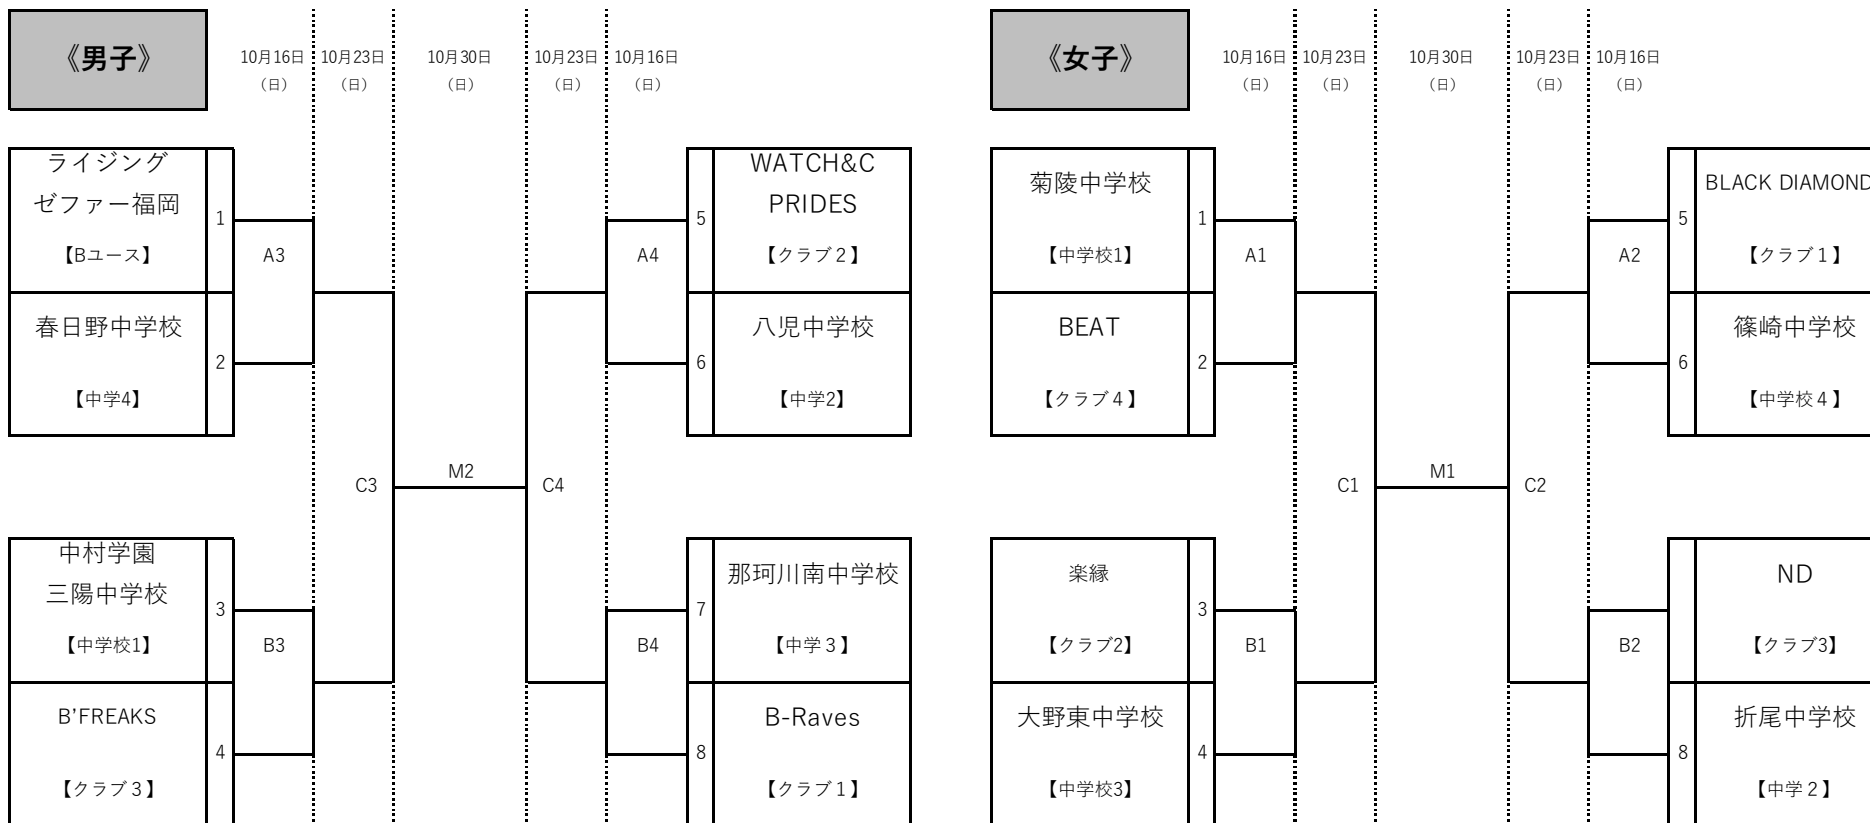 《男子》
10月16日
(日)
10月23日
(日)
10月30日
(日)
10月23日
(日)
10月16日
(日)
ライジング
ゼファー福岡
【Bユース】
1
A3
春日野中学校
【中学4】
2
WATCH&C
PRIDES
【クラブ２】
5
A4
八児中学校
【中学2】
6
C3
M2
C4
中村学園
三陽中学校
【中学校1】
3
B3
B'FREAKS
【クラブ３】
4
那珂川南中学校
【中学３】
7
B4
B-Raves
【クラブ１】
8
《女子》
10月16日
(日)
10月23日
(日)
10月30日
(日)
10月23日
(日)
10月16日
(日)
菊陵中学校
【中学校1】
1
A1
BEAT
【クラブ４】
2
BLACK DIAMOND
【クラブ１】
5
A2
篠崎中学校
【中学校４】
6
C1
M1
C2
楽縁
【クラブ2】
3
B1
大野東中学校
【中学校3】
4
ND
【クラブ3】
B2
折尾中学校
【中学２】
8